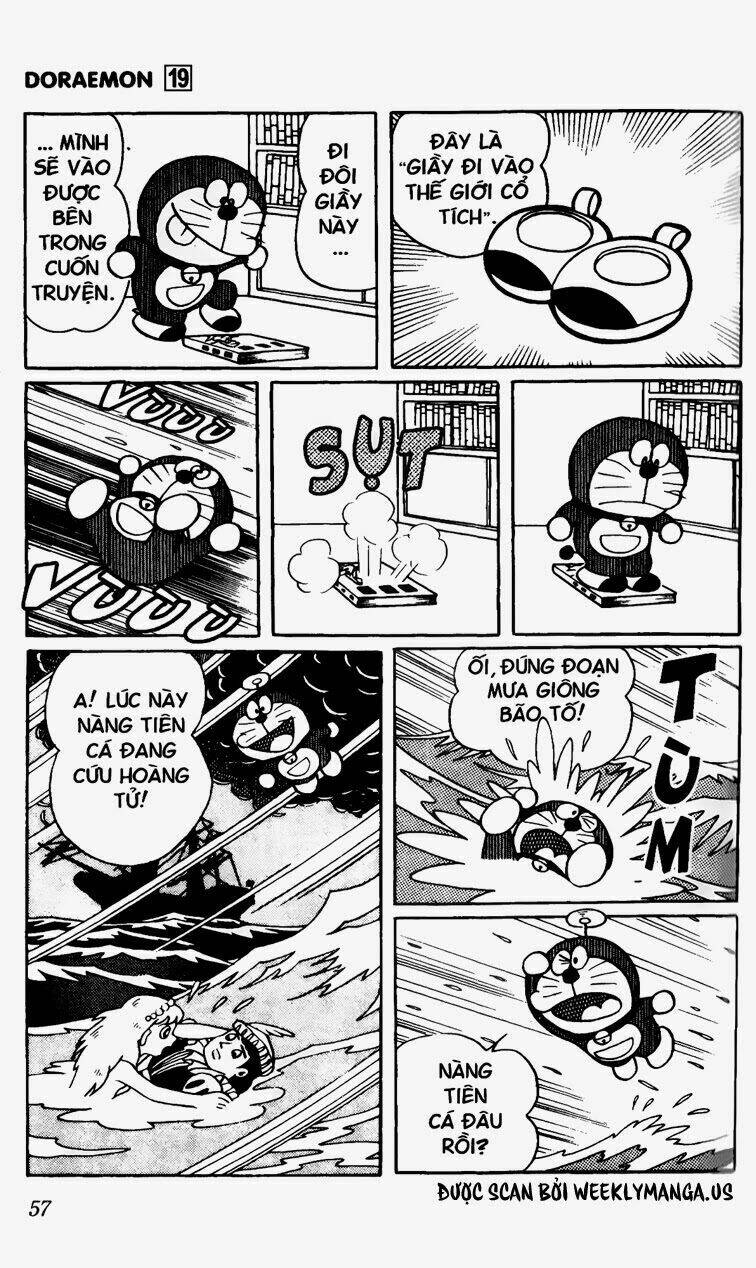 DORAEMON 19
ĐÂY LÀ
"GIẦY ĐI VÀO
THẾ GIỚI CỔ
TÍCH".
ĐI
ĐÔI
GIẦY
NÀY
...
... MÌNH
SẼ VÀO
ĐƯỢC
BÊN
TRONG
CUỐN
TRUYỆN.
SỤT
VÙÙÙ
VÙÙÙ
TÙM
ỐI, ĐÚNG ĐOẠN
MƯA GIÔNG
BÃO TỐ!
NÀNG
TIÊN
CÁ ĐÂU
RỒI?
A! LÚC NÀY
NÀNG TIÊN
CÁ ĐANG
CỨU HOÀNG
TỬ!
ĐƯỢC SCAN BỞI WEEKLYMANGA.US
57